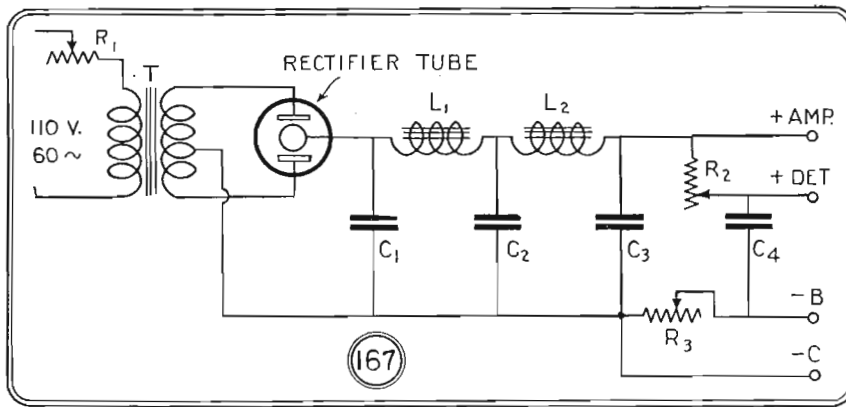 R1
T
RECTIFIER TUBE
L1
L2
+ AMP.
110 V.
60 ~
R2
+ DET
C1
C2
C3
C4
- B
R3
- C
167